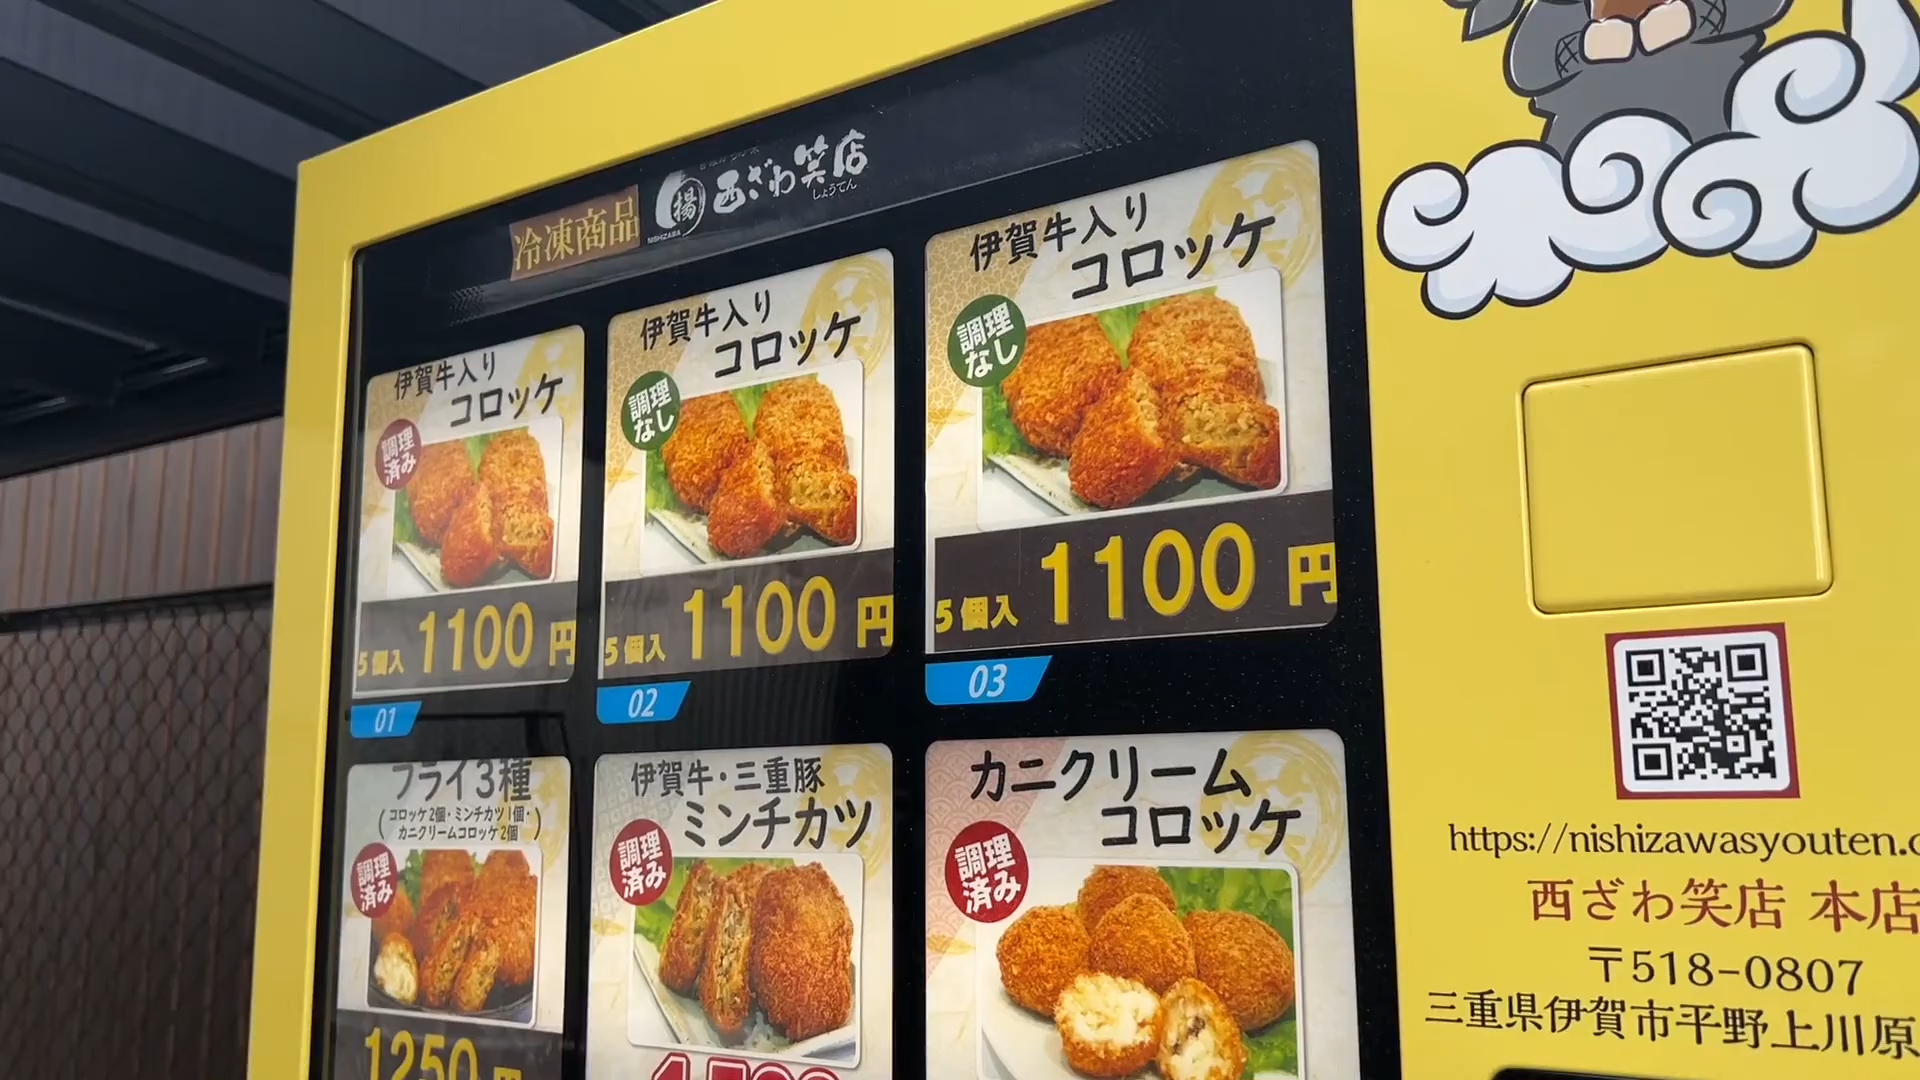 冷凍商品
揚
NISHIZAWA
西ざわ笑店
しょうてん
伊賀牛入り
コロッケ
調理
済み
5個入 1100円
01
伊賀牛入り
コロッケ
調理
なし
5個入 1100円
02
伊賀牛入り
コロッケ
調理
なし
5個入 1100円
03
フライ3種
(コロッケ2個・ミンチカツ1個・
カニクリームコロッケ2個)
調理
済み
1250円
伊賀牛・三重豚
ミンチカツ
調理
済み
カニクリーム
コロッケ
調理
済み
https://nishizawasyouten.c
西ざわ笑店 本店
〒518-0807
三重県伊賀市平野上川原